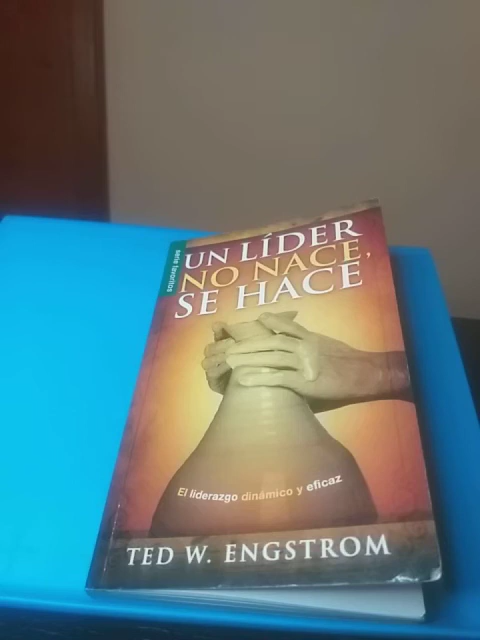 serie favoritos
UN LÍDER
NO NACE,
SE HACE
El liderazgo dinámico y eficaz
TED W. ENGSTROM